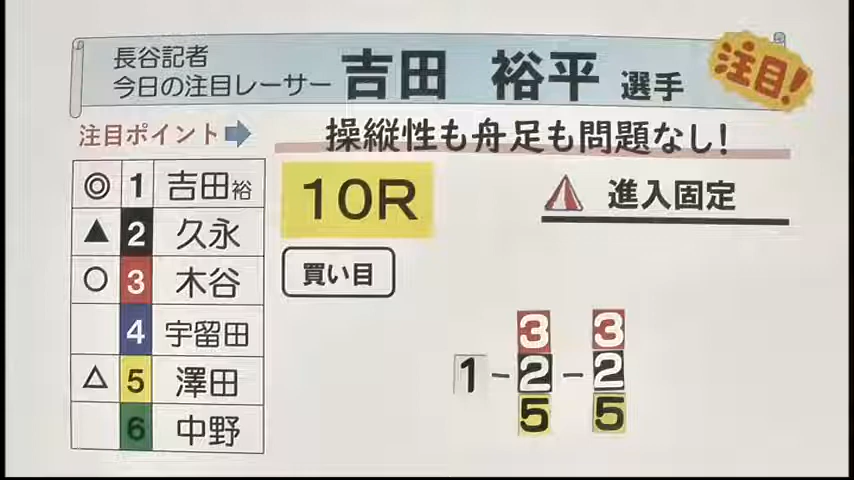 長谷記者
今日の注目レーサー 吉田 裕平 選手
注目!
注目ポイント
操縦性も舟足も問題なし!
◎ 1 吉田裕
▲ 2 久永
○ 3 木谷
4 宇留田
△ 5 澤田
6 中野
10R
進入固定
買い目
3 3
1-2-2
5 5